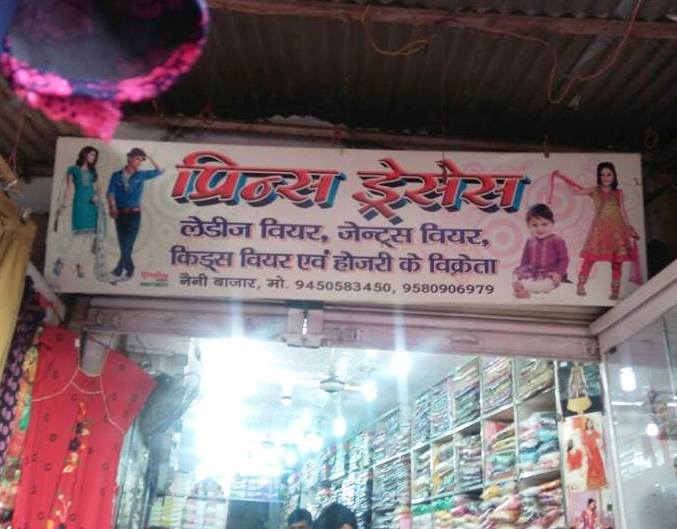 प्रिन्स ड्रेसेस
लेडीज वियर, जेन्ट्स वियर,
किड्स वियर एवं होजरी के विक्रेता
नैनी बाजार, मो. 9450583450, 9580906979